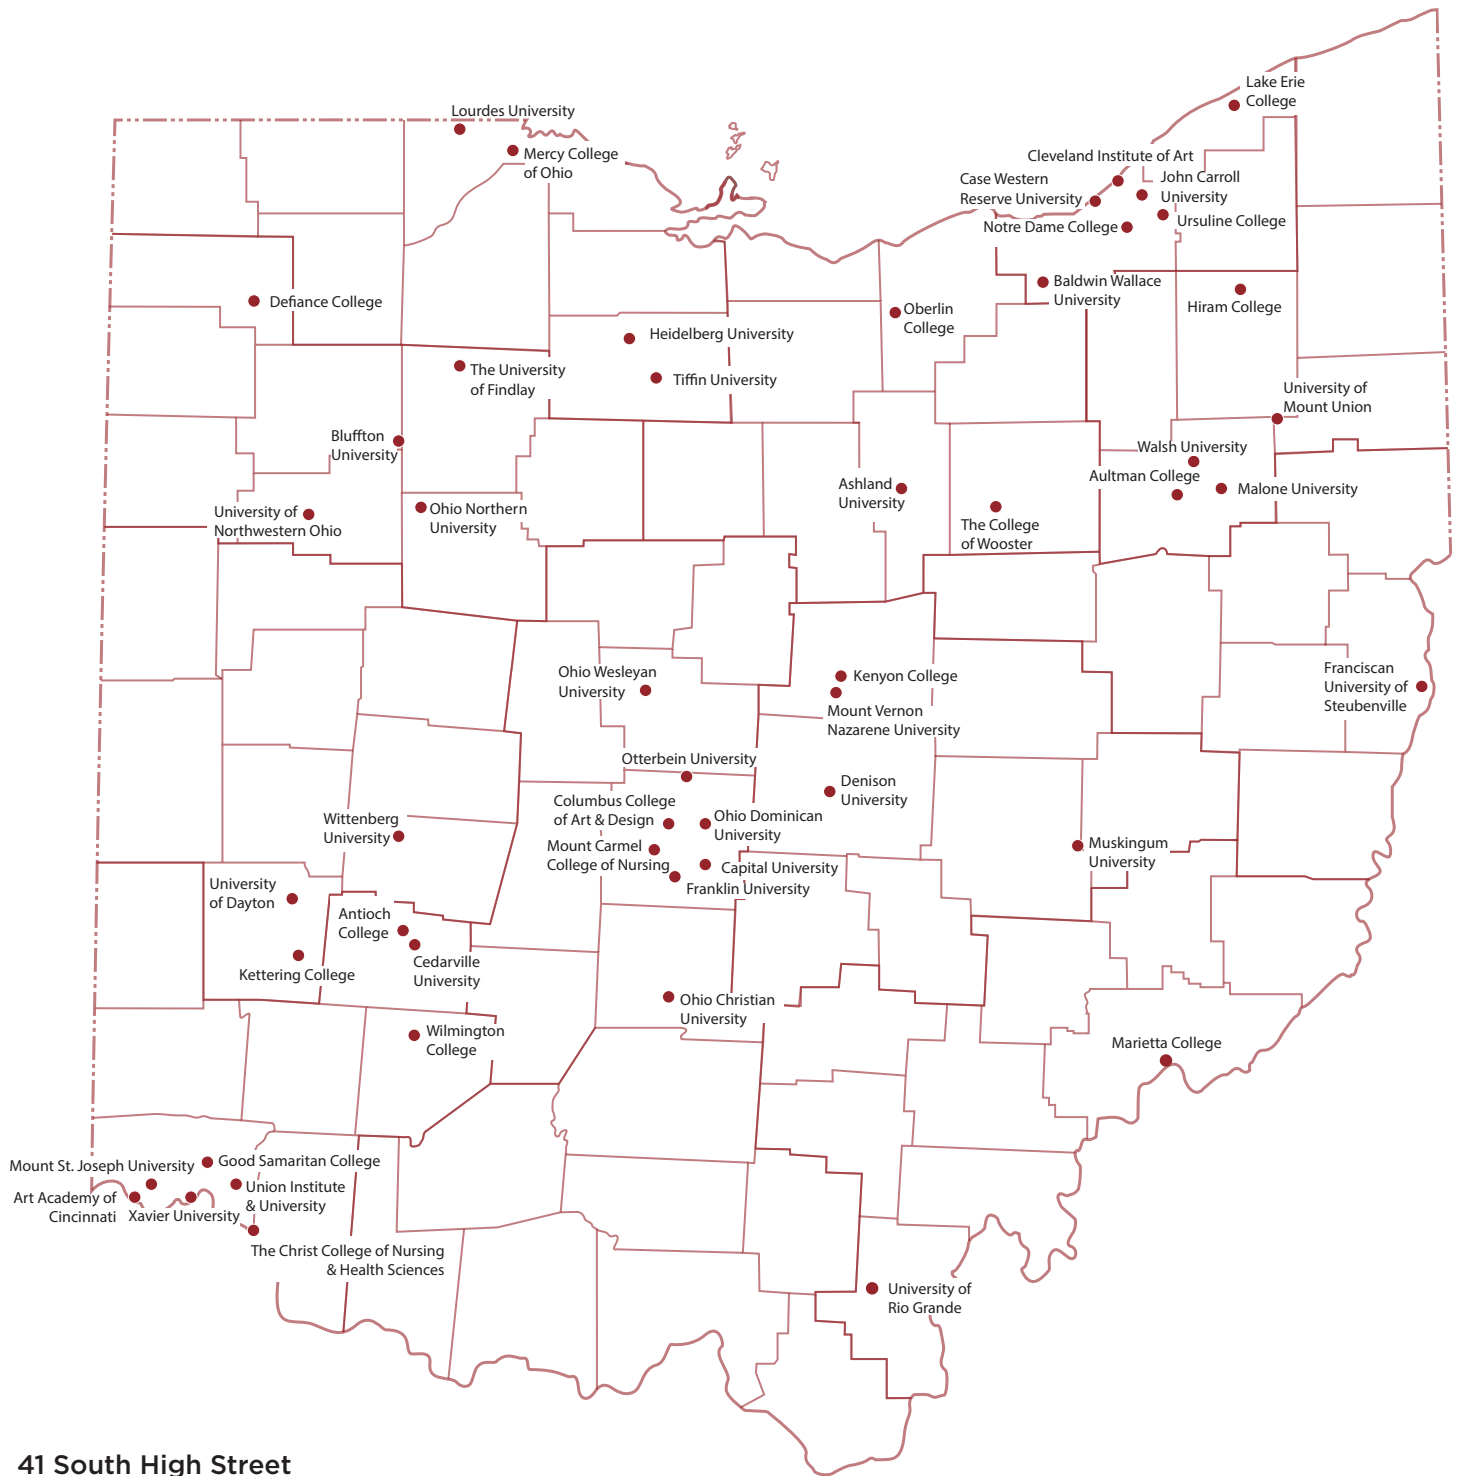 Lake Erie
College
Lourdes University
Mercy College
of Ohio
Cleveland Institute of Art
Case Western
Reserve University
John Carroll
University
Ursuline College
Notre Dame College
Baldwin Wallace
University
Hiram College
Defiance College
Oberlin
College
Heidelberg University
The University
of Findlay
Tiffin University
University of
Mount Union
Bluffton
University
Walsh University
Aultman College
Malone University
Ashland
University
University of
Northwestern Ohio
Ohio Northern
University
The College
of Wooster
Ohio Wesleyan
University
Kenyon College
Mount Vernon
Nazarene University
Franciscan
University of
Steubenville
Otterbein University
Denison
University
Columbus College
of Art & Design
Ohio Dominican
University
Wittenberg
University
Mount Carmel
College of Nursing
Capital University
Franklin University
Muskingum
University
University
of Dayton
Antioch
College
Cedarville
University
Kettering College
Ohio Christian
University
Wilmington
College
Marietta College
Mount St. Joseph University
Good Samaritan College
Art Academy of
Cincinnati
Xavier University
Union Institute
& University
The Christ College of Nursing
& Health Sciences
University of
Rio Grande
41 South High Street